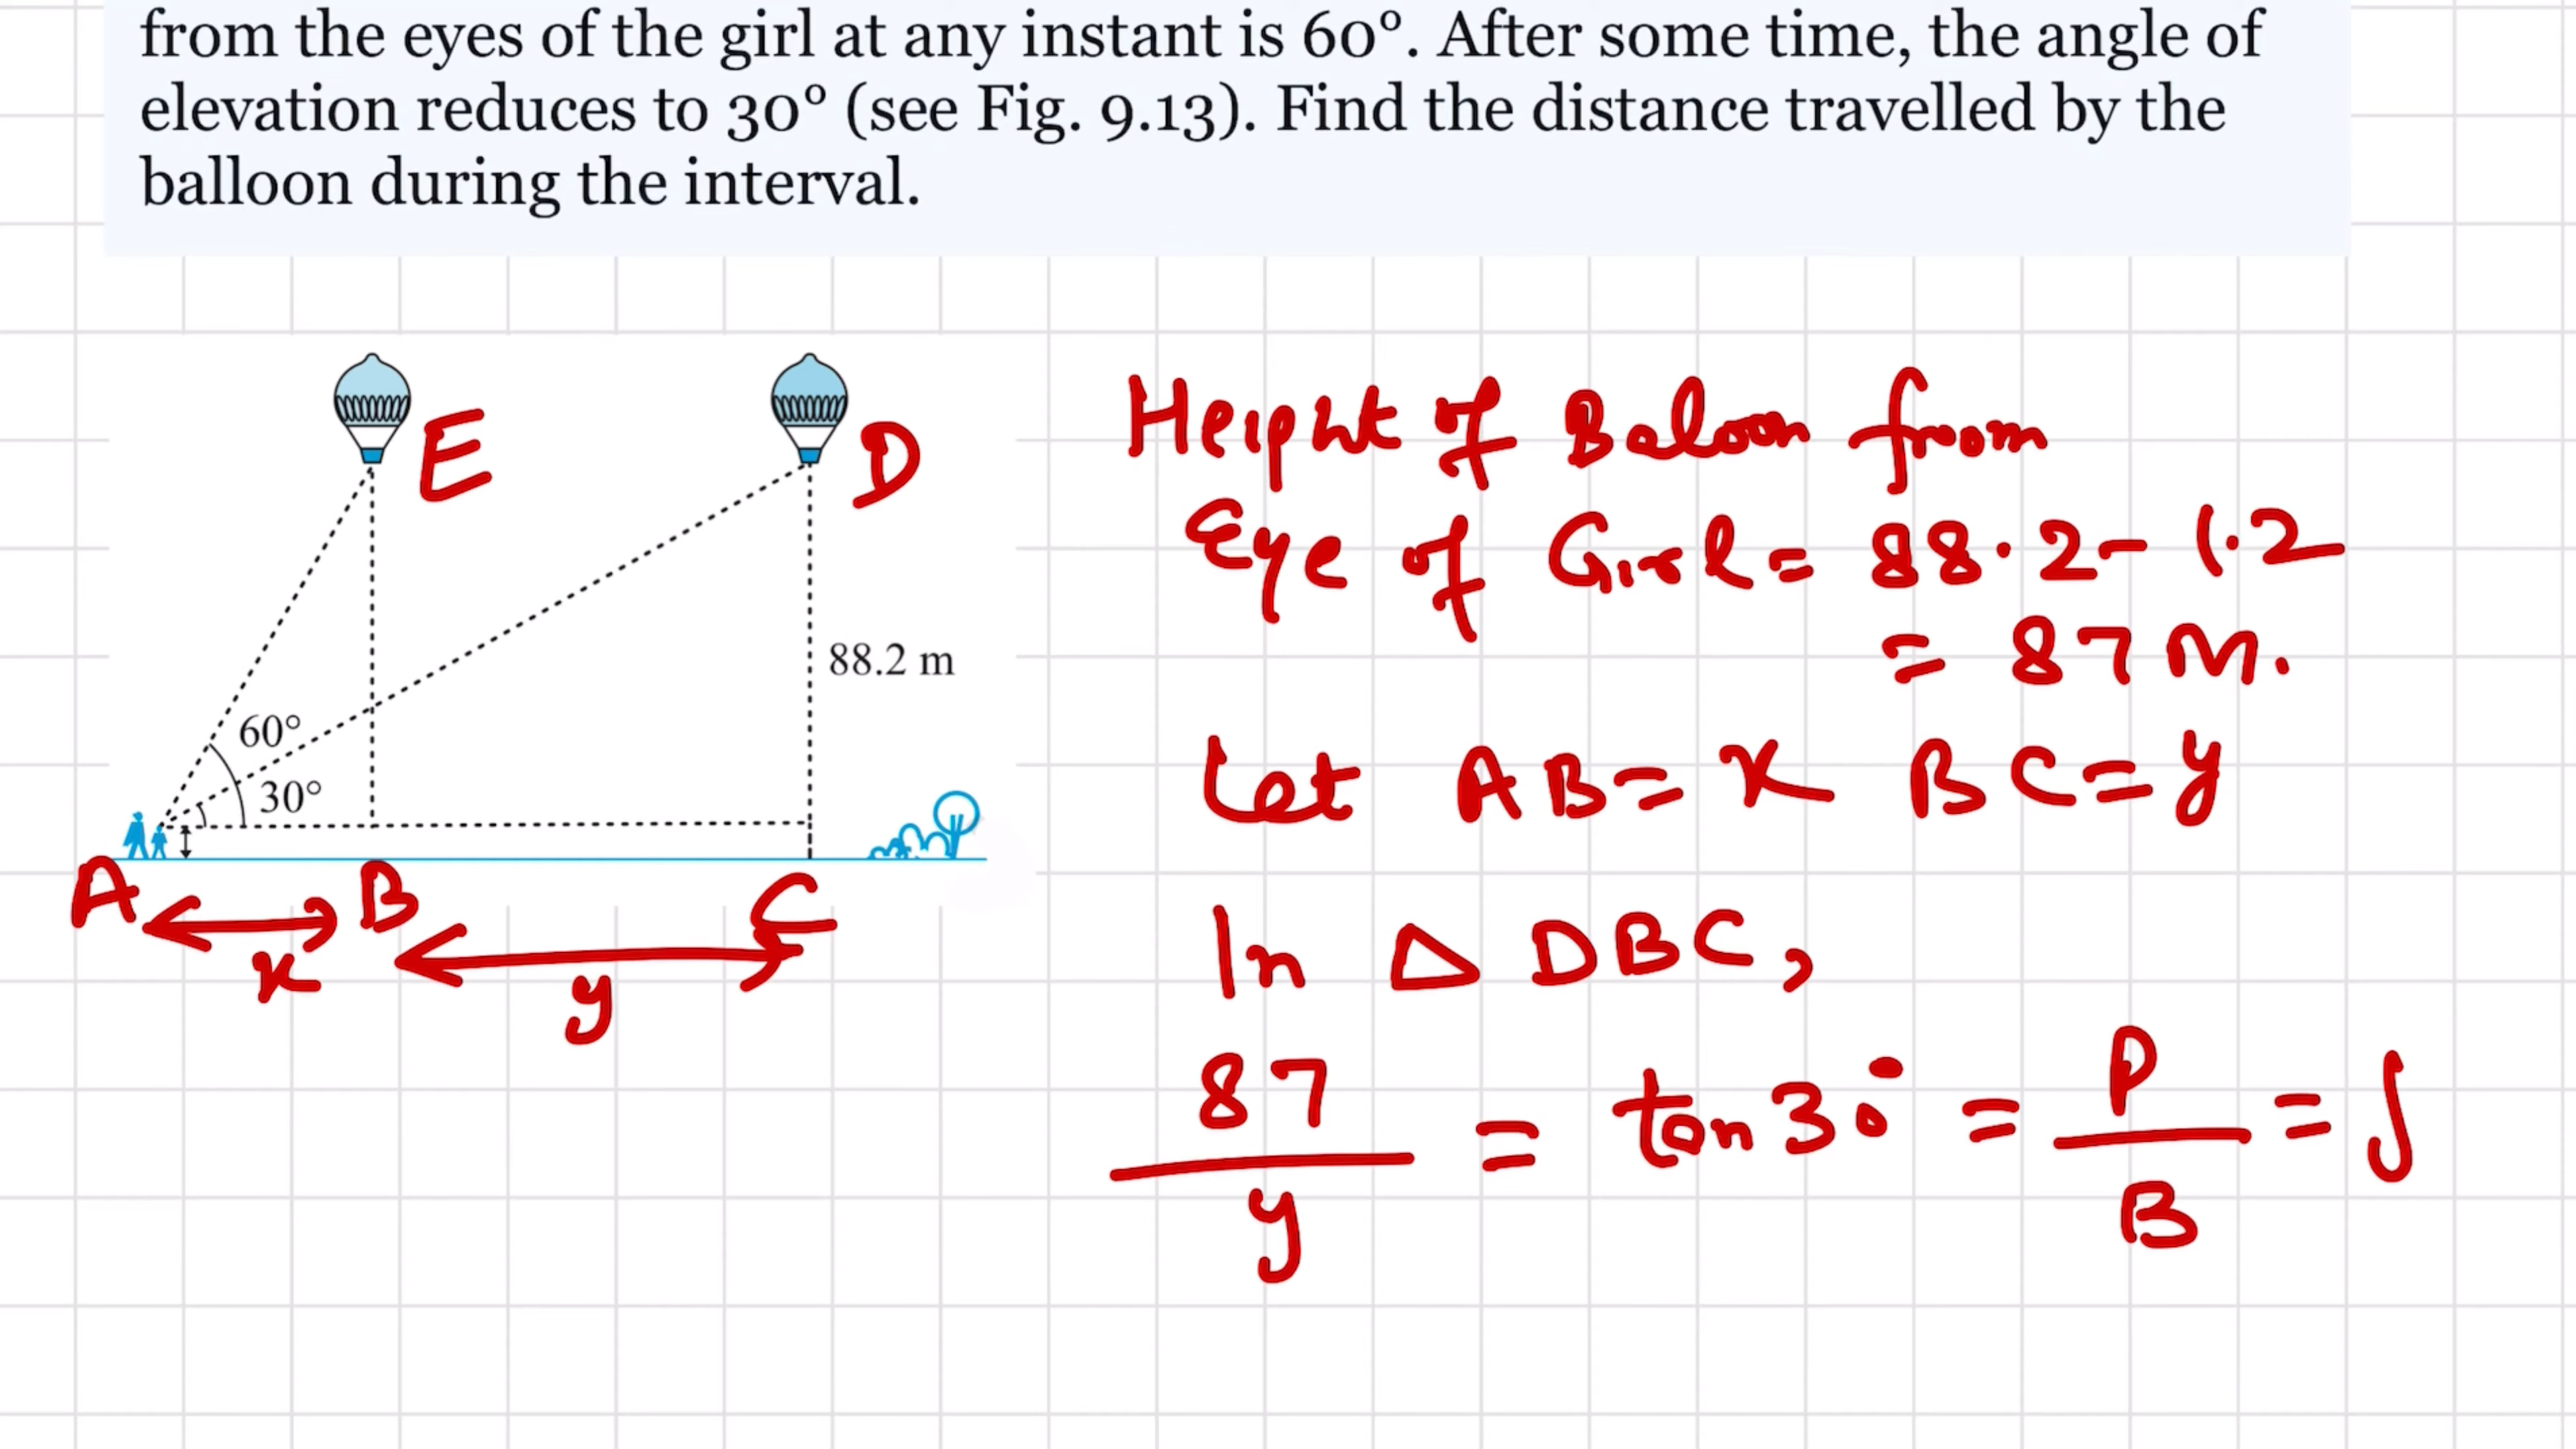 from the eyes of the girl at any instant is 60°. After some time, the angle of
elevation reduces to 30° (see Fig. 9.13). Find the distance travelled by the
balloon during the interval.
E
D
88.2 m
60°
30°
A
B
C
x
y
Height of Baloon from
Eye of Girl = 88.2 - 1.2
= 87 M.
Let AB = x BC = y
In △ DBC,
87/y = tan 30° = P/B = ∫